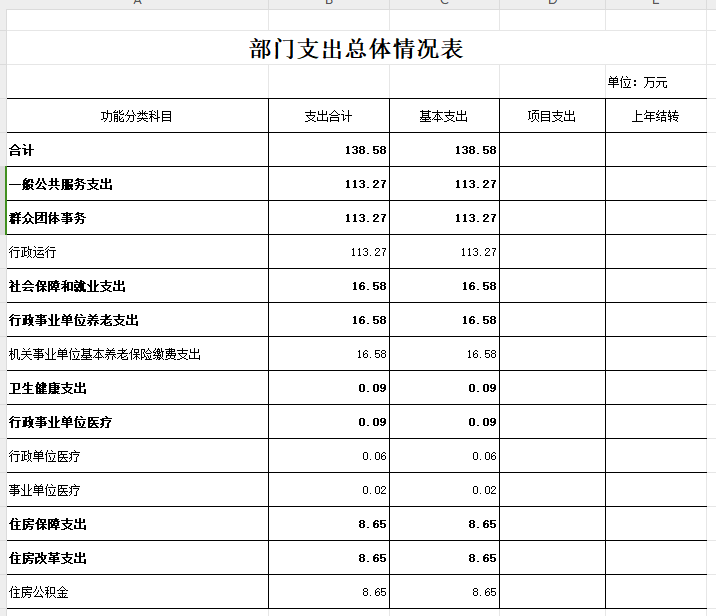 A B C D E
部门支出总体情况表
单位：万元
功能分类科目 支出合计 基本支出 项目支出 上年结转
合计 138.58 138.58
一般公共服务支出 113.27 113.27
群众团体事务 113.27 113.27
行政运行 113.27 113.27
社会保障和就业支出 16.58 16.58
行政事业单位养老支出 16.58 16.58
机关事业单位基本养老保险缴费支出 16.58 16.58
卫生健康支出 0.09 0.09
行政事业单位医疗 0.09 0.09
行政单位医疗 0.06 0.06
事业单位医疗 0.02 0.02
住房保障支出 8.65 8.65
住房改革支出 8.65 8.65
住房公积金 8.65 8.65